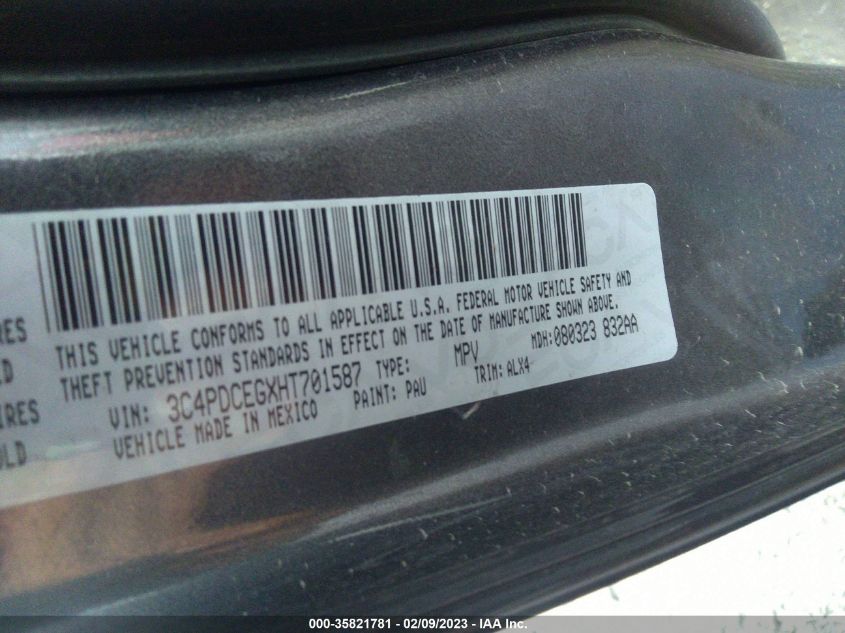 THIS VEHICLE CONFORMS TO ALL APPLICABLE U.S.A. FEDERAL MOTOR VEHICLE SAFETY AND
THEFT PREVENTION STANDARDS IN EFFECT ON THE DATE OF MANUFACTURE SHOWN ABOVE.
VIN: 3C4PDCEGXHT701587 TYPE: MPV MDH:080323 832AA
VEHICLE MADE IN MEXICO PAINT: PAU TRIM: ALX4
000-35821781 - 02/09/2023 - IAA Inc.